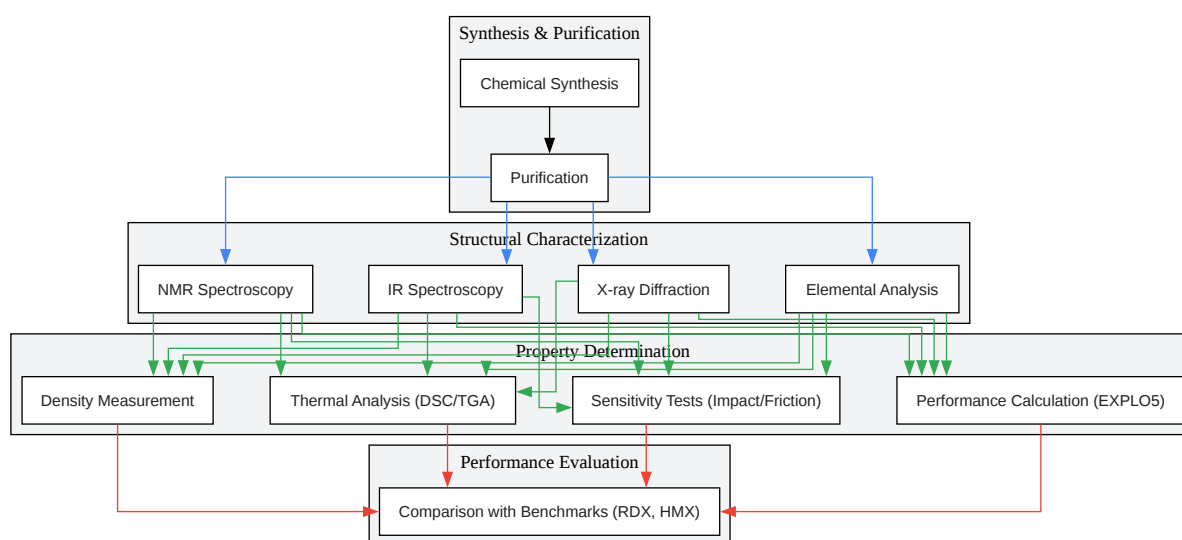 Synthesis & Purification
Chemical Synthesis
Purification
Structural Characterization
NMR Spectroscopy
IR Spectroscopy
X-ray Diffraction
Elemental Analysis
Property Determination
Density Measurement
Thermal Analysis (DSC/TGA)
Sensitivity Tests (Impact/Friction)
Performance Calculation (EXPLO5)
Performance Evaluation
Comparison with Benchmarks (RDX, HMX)